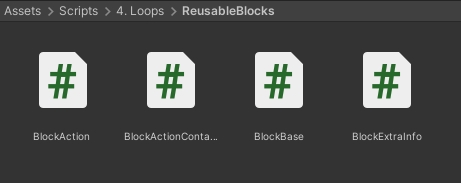 Assets > Scripts > 4. Loops > ReusableBlocks
# # # #
BlockAction BlockActionConta... BlockBase BlockExtraInfo